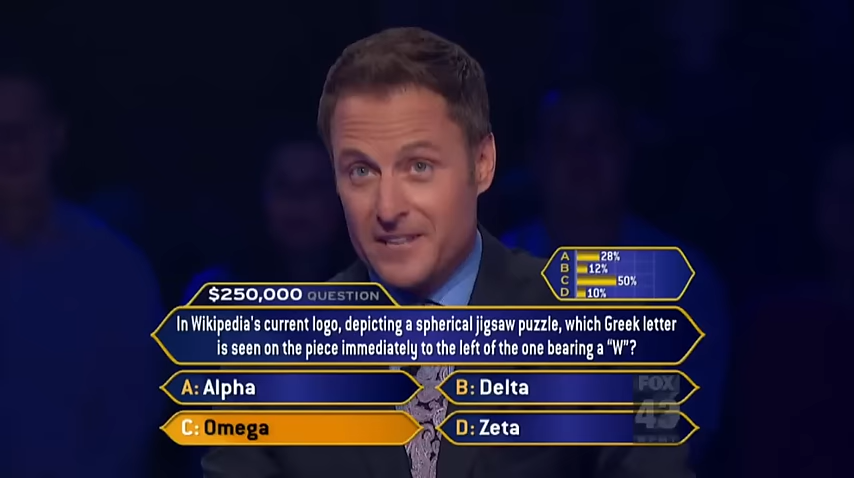 A 28%
B 12%
C 50%
D 10%
$250,000 QUESTION
In Wikipedia's current logo, depicting a spherical jigsaw puzzle, which Greek letter
is seen on the piece immediately to the left of the one bearing a “W”?
A: Alpha
B: Delta
C: Omega
D: Zeta
FOX
43